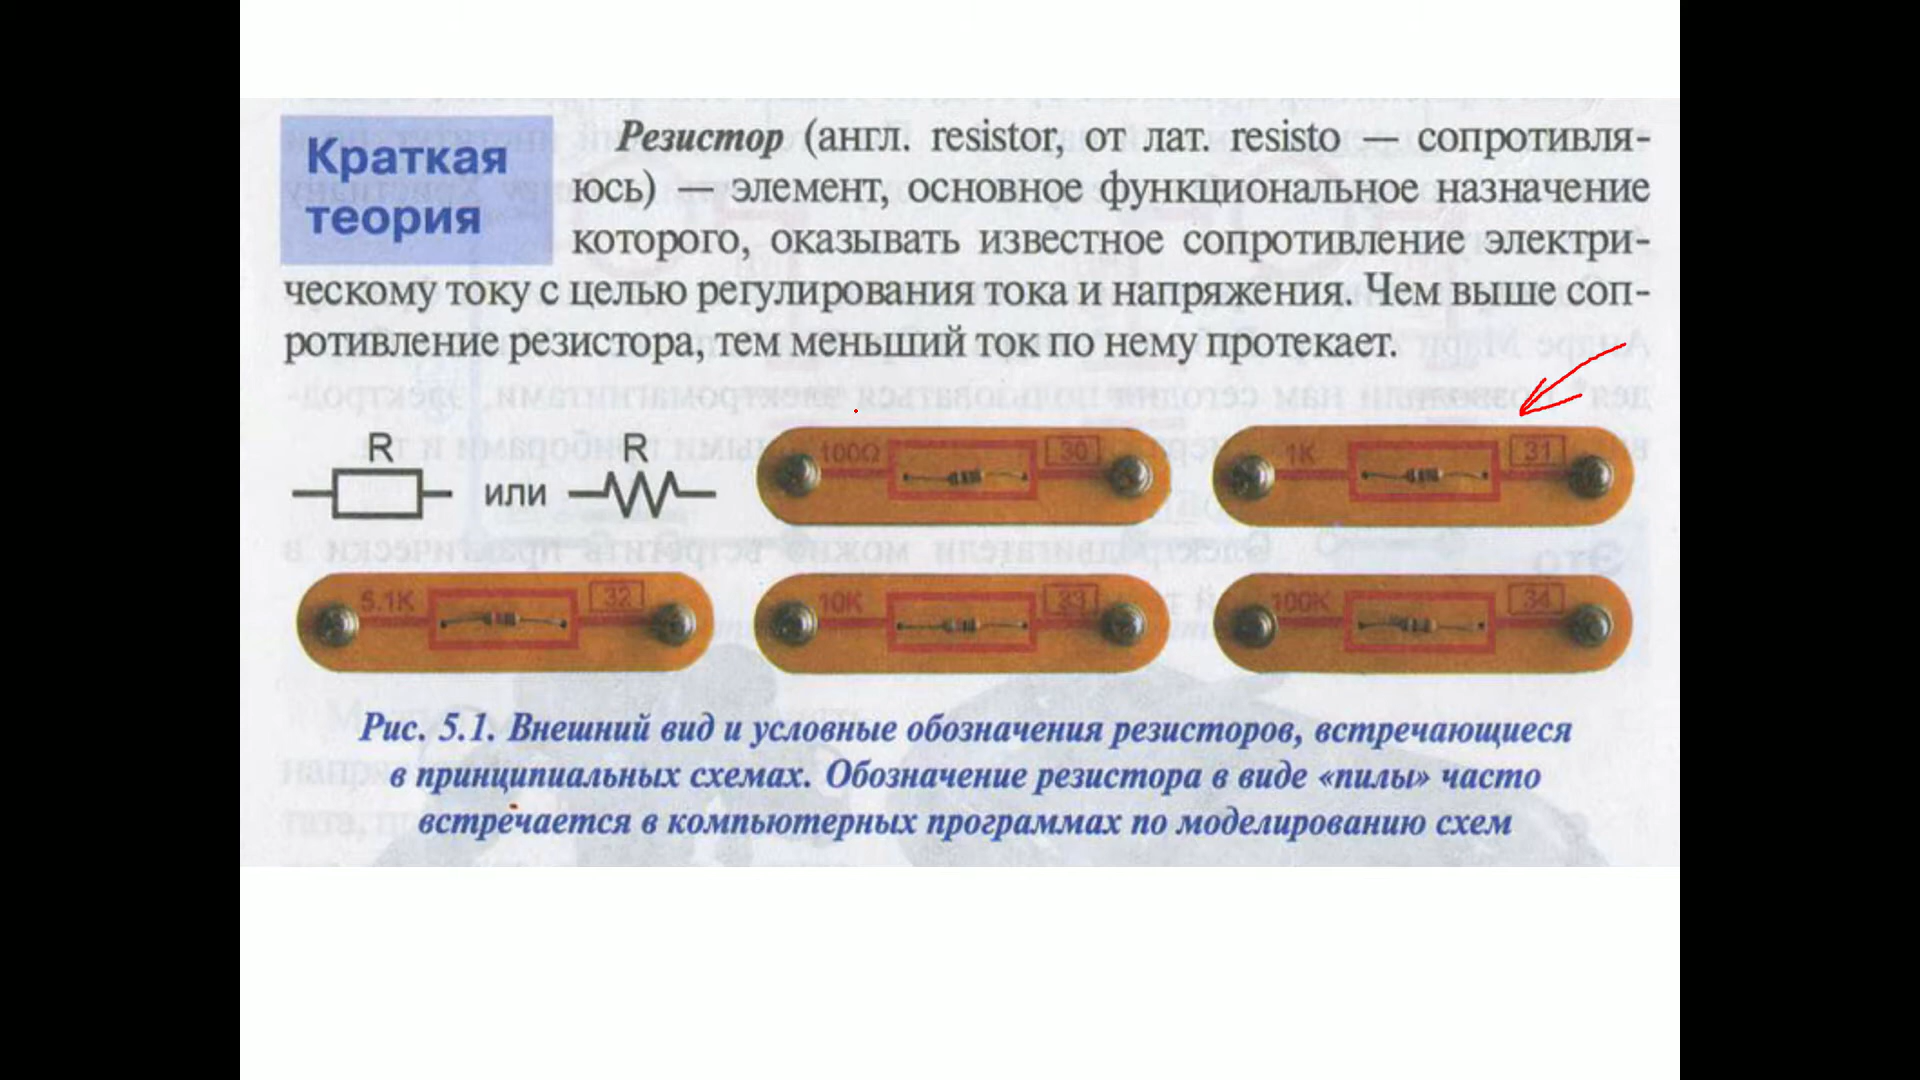 Краткая
теория
Резистор (англ. resistor, от лат. resisto — сопротивля-
юсь) — элемент, основное функциональное назначение
которого, оказывать известное сопротивление электри-
ческому току с целью регулирования тока и напряжения. Чем выше соп-
ротивление резистора, тем меньший ток по нему протекает.
R
или
R
100Ω 30
1K 31
5.1K 32
10K 33
100K 34
Рис. 5.1. Внешний вид и условные обозначения резисторов, встречающиеся
в принципиальных схемах. Обозначение резистора в виде «пилы» часто
встречается в компьютерных программах по моделированию схем